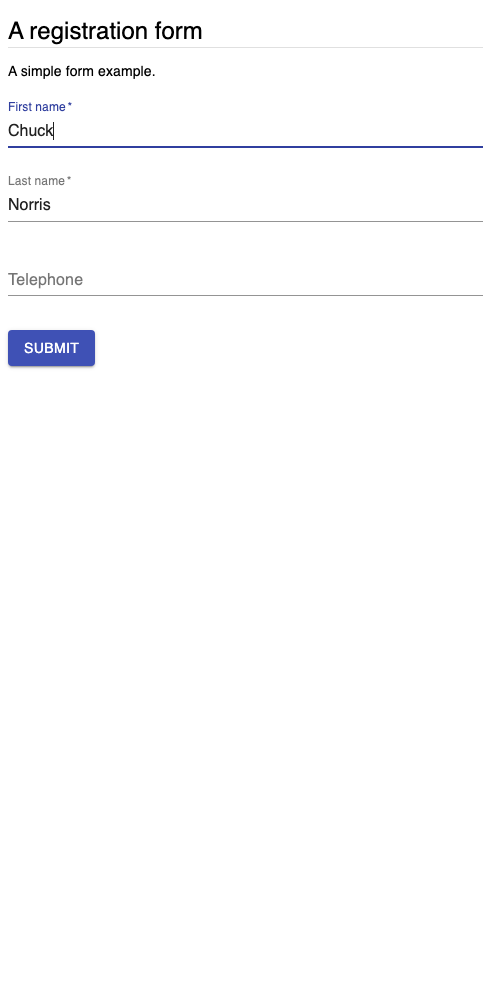 A registration form
A simple form example.
First name *
Chuck
Last name *
Norris
Telephone
SUBMIT